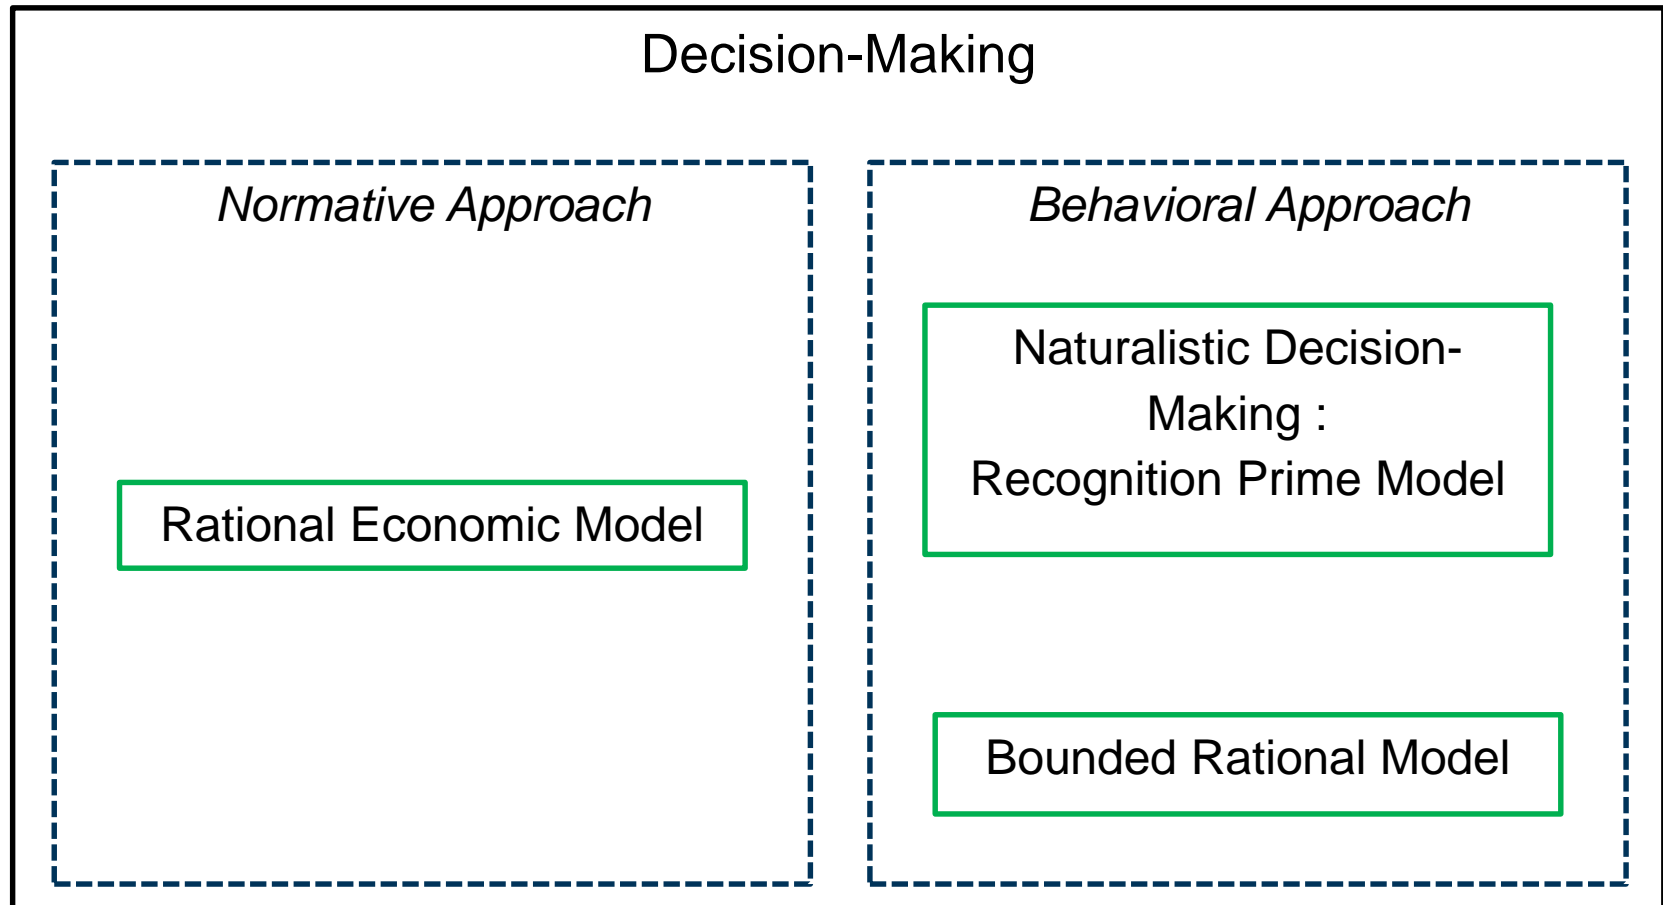 Decision-Making
Normative Approach
Rational Economic Model
Behavioral Approach
Naturalistic Decision-
Making :
Recognition Prime Model
Bounded Rational Model